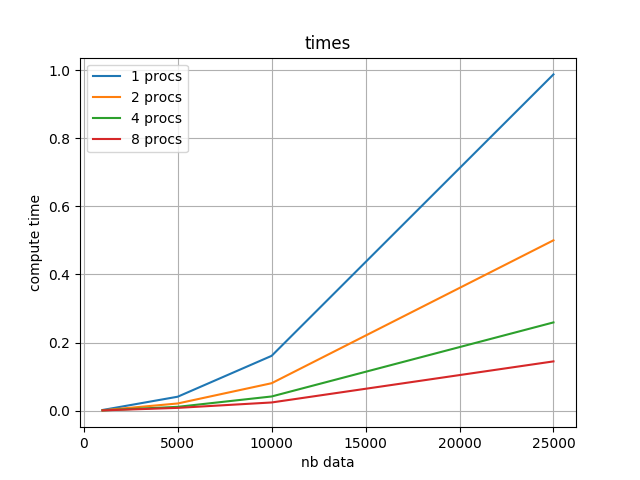 times
1 procs
2 procs
4 procs
8 procs
compute time
1.0
0.8
0.6
0.4
0.2
0.0
0 5000 10000 15000 20000 25000
nb data